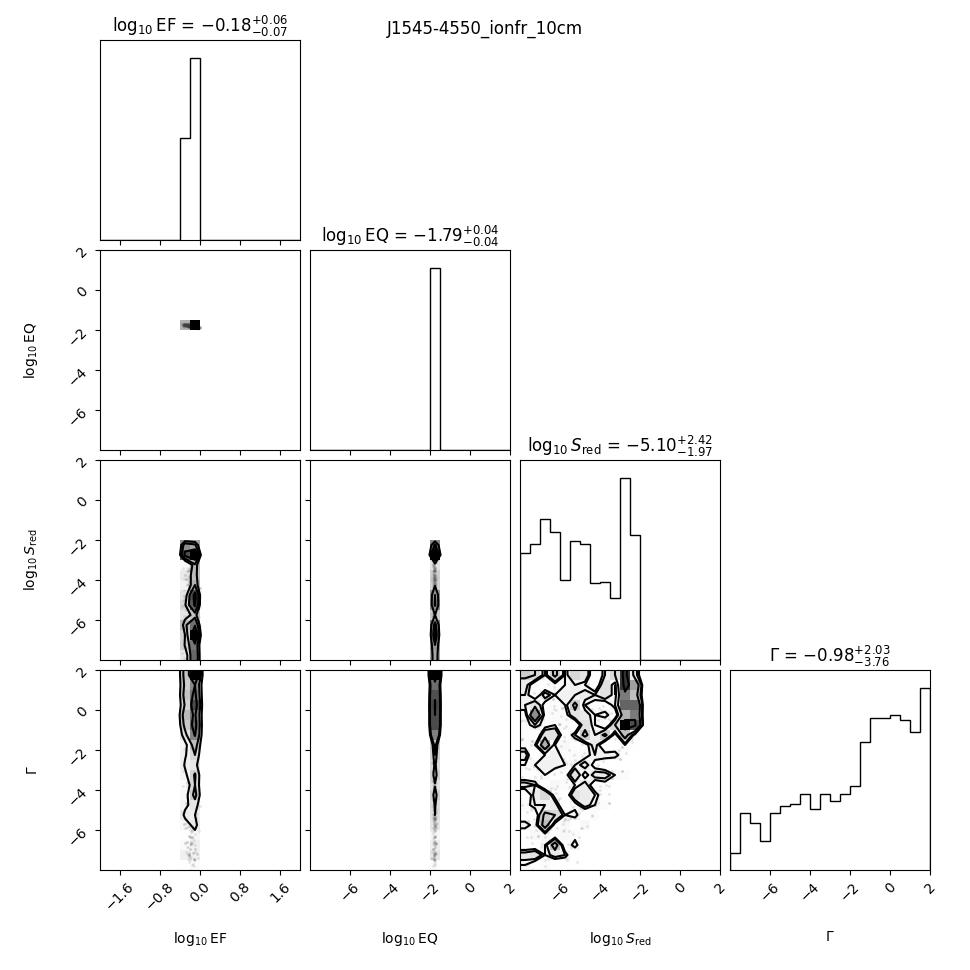 log₁₀ EF = −0.18 +0.06 −0.07
J1545-4550_ionfr_10cm
log₁₀ EQ = −1.79 +0.04 −0.04
2
0
−2
−4
−6
log₁₀ EQ
log₁₀ S_red = −5.10 +2.42 −1.97
2
0
−2
−4
−6
log₁₀ S_red
Γ = −0.98 +2.03 −3.76
2
0
−2
−4
−6
Γ
−1.6 −0.8 0.0 0.8 1.6
−6 −4 −2 0 2
−6 −4 −2 0 2
−6 −4 −2 0 2
log₁₀ EF
log₁₀ EQ
log₁₀ S_red
Γ